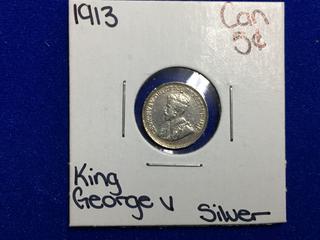 1913
Can
5¢
King
George V
Silver